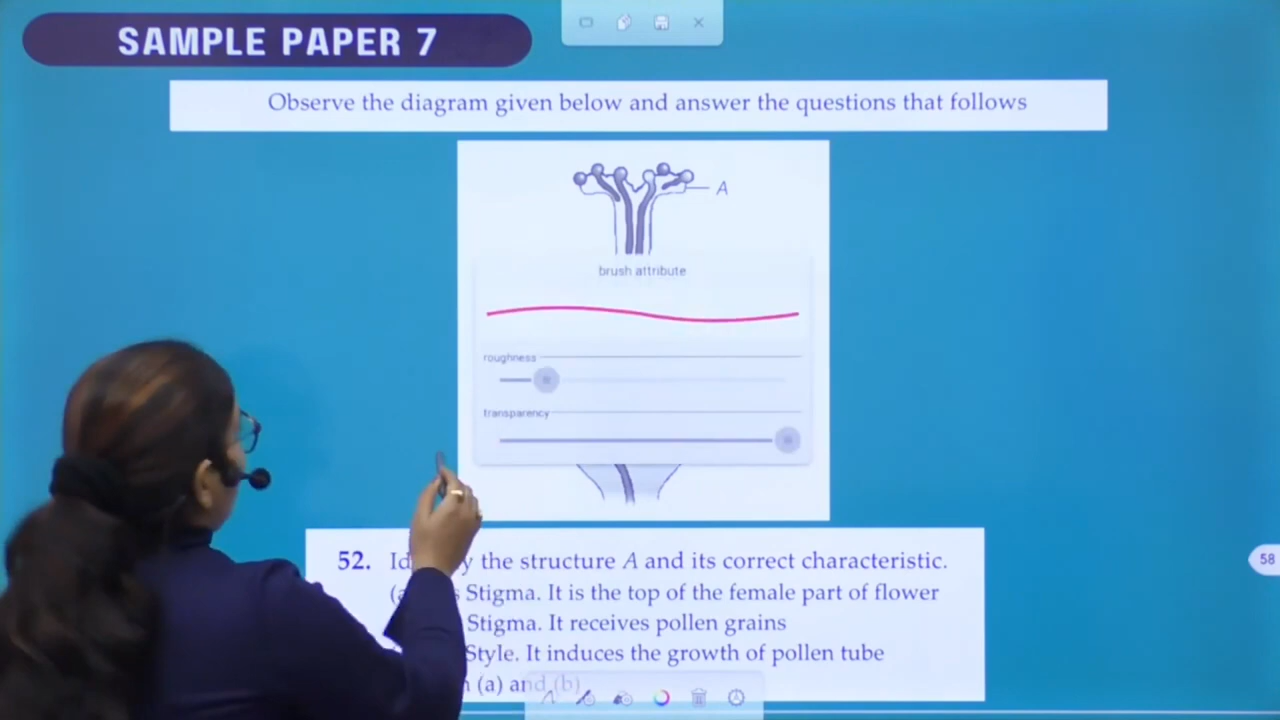 SAMPLE PAPER 7
Observe the diagram given below and answer the questions that follows
A
brush attribute
roughness
transparency
52. Id y the structure A and its correct characteristic.
(a s Stigma. It is the top of the female part of flower
Stigma. It receives pollen grains
Style. It induces the growth of pollen tube
(a) and (b)
58